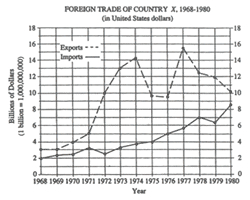 FOREIGN TRADE OF COUNTRY X, 1968-1980
(in United States dollars)
18 18
16 16
14 14
12 12
10 10
8 8
6 6
4 4
2 2
0 0
Exports
Imports
Billions of Dollars
(1 billion = 1,000,000,000)
1968 1969 1970 1971 1972 1973 1974 1975 1976 1977 1978 1979 1980
Year